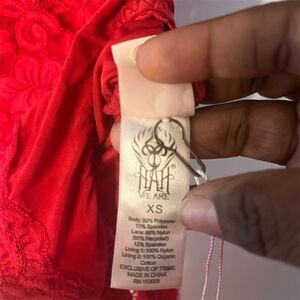 HAH
WE ARE
XS
Body: 90% Polyester
10% Spandex
Lace: 88% Nylon
(60% Recycled)
12% Spandex
Lining 1: 100% Nylon
Lining 2: 100% Organic
Cotton
EXCLUSIVE OF TRIMS
MADE IN CHINA
RN 153005